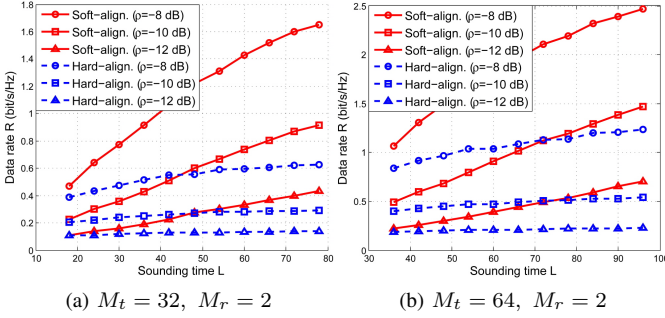 Soft−align. (ρ=−8 dB)
Soft−align. (ρ=−10 dB)
Soft−align. (ρ=−12 dB)
Hard−align. (ρ=−8 dB)
Hard−align. (ρ=−10 dB)
Hard−align. (ρ=−12 dB)
Data rate R (bit/s/Hz)
1.8
1.6
1.4
1.2
1
0.8
0.6
0.4
0.2
0
10 20 30 40 50 60 70 80
Sounding time L
(a) Mt = 32, Mr = 2
Soft−align. (ρ=−8 dB)
Soft−align. (ρ=−10 dB)
Soft−align. (ρ=−12 dB)
Hard−align. (ρ=−8 dB)
Hard−align. (ρ=−10 dB)
Hard−align. (ρ=−12 dB)
Data rate R (bit/s/Hz)
2.5
2
1.5
1
0.5
0
30 40 50 60 70 80 90 100
Sounding time L
(b) Mt = 64, Mr = 2